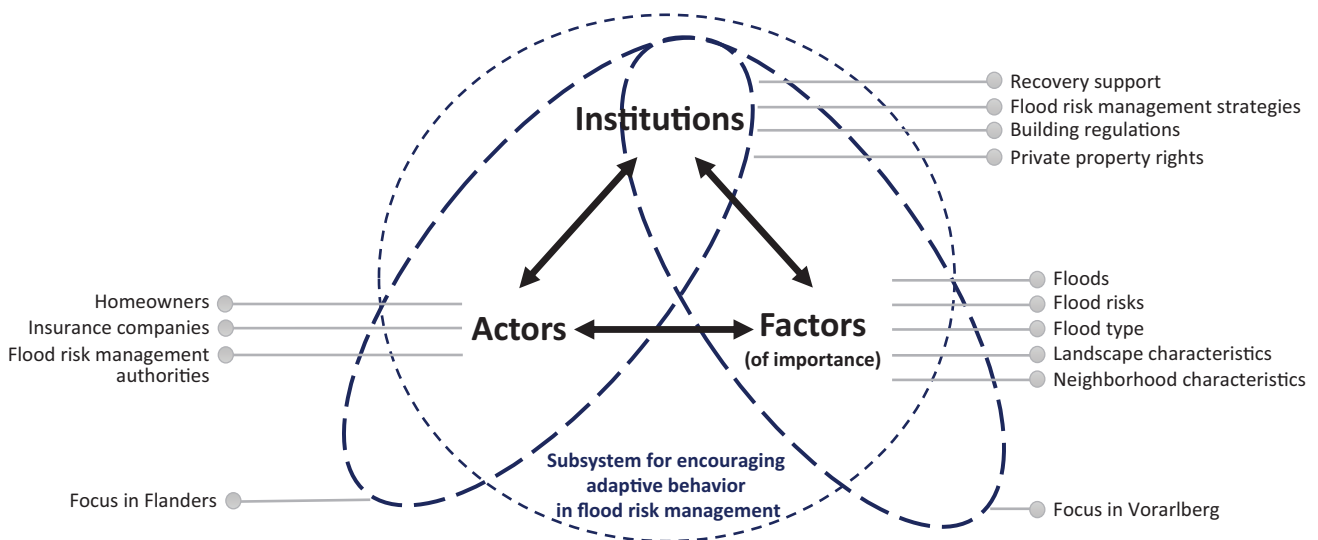 Institutions
Recovery support
Flood risk management strategies
Building regulations
Private property rights
Homeowners
Insurance companies
Flood risk management
authorities
Actors
Factors
(of importance)
Floods
Flood risks
Flood type
Landscape characteristics
Neighborhood characteristics
Subsystem for encouraging
adaptive behavior
in flood risk management
Focus in Flanders
Focus in Vorarlberg